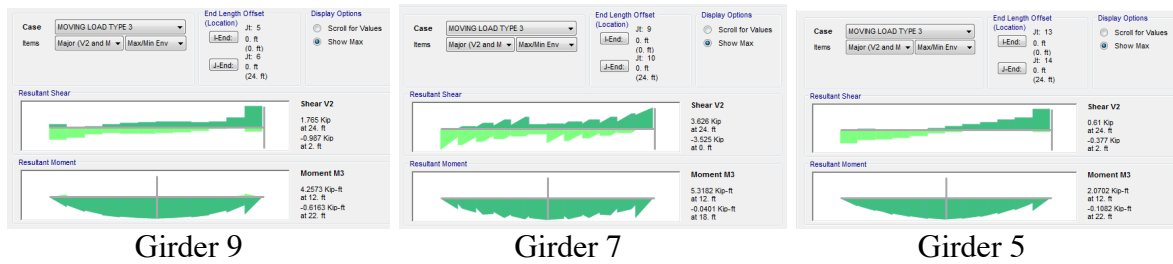 Case MOVING LOAD TYPE 3
Items Major (V2 and M Max/Min Env
End Length Offset
(Location)
Jt: 5
I-End: 0. ft
(0. ft)
Jt: 6
J-End: 0. ft
(24. ft)
Display Options
Scroll for Values
Show Max
Resultant Shear
Shear V2
1.765 Kip
at 24. ft
-0.987 Kip
at 2. ft
Resultant Moment
Moment M3
4.2573 Kip-ft
at 12. ft
-0.6163 Kip-ft
at 22. ft
Girder 9
Case MOVING LOAD TYPE 3
Items Major (V2 and M Max/Min Env
End Length Offset
(Location)
Jt: 9
I-End: 0. ft
(0. ft)
Jt: 10
J-End: 0. ft
(24. ft)
Display Options
Scroll for Values
Show Max
Resultant Shear
Shear V2
3.626 Kip
at 24. ft
-3.525 Kip
at 0. ft
Resultant Moment
Moment M3
5.3182 Kip-ft
at 12. ft
-0.0401 Kip-ft
at 18. ft
Girder 7
Case MOVING LOAD TYPE 3
Items Major (V2 and M Max/Min Env
End Length Offset
(Location)
Jt: 13
I-End: 0. ft
(0. ft)
Jt: 14
J-End: 0. ft
(24. ft)
Display Options
Scroll for Values
Show Max
Resultant Shear
Shear V2
0.61 Kip
at 24. ft
-0.377 Kip
at 2. ft
Resultant Moment
Moment M3
2.0702 Kip-ft
at 12. ft
-0.1082 Kip-ft
at 22. ft
Girder 5